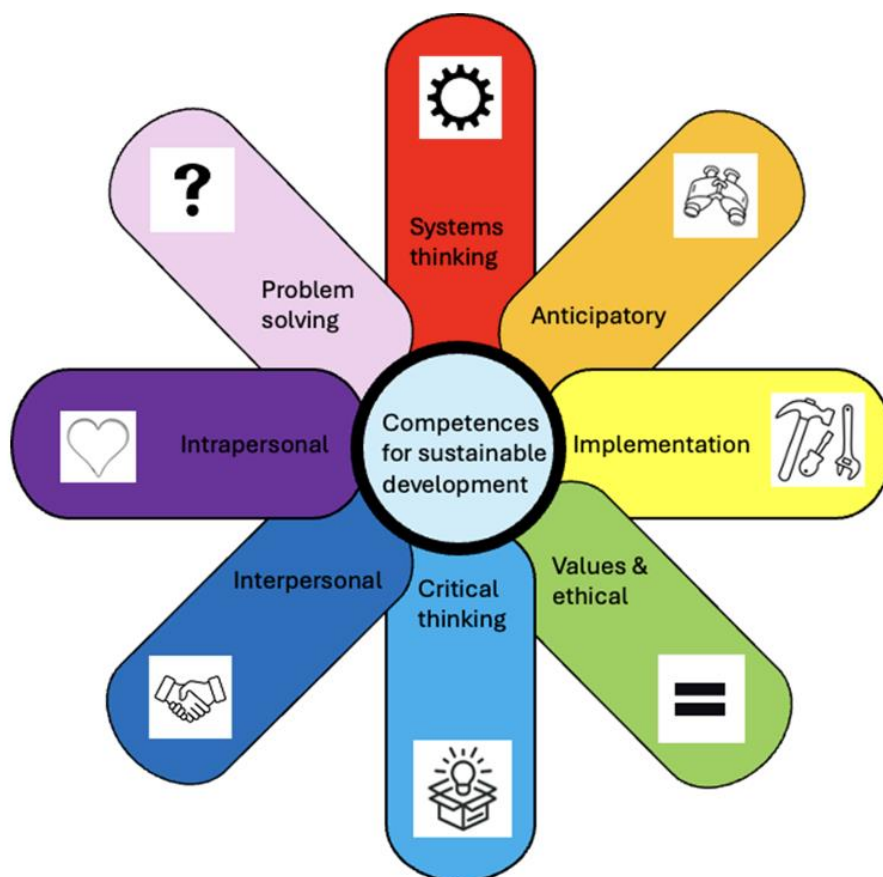 Systems
thinking
Anticipatory
Implementation
Values &
ethical
Critical
thinking
Interpersonal
Intrapersonal
Problem
solving
Competences
for sustainable
development
?
=